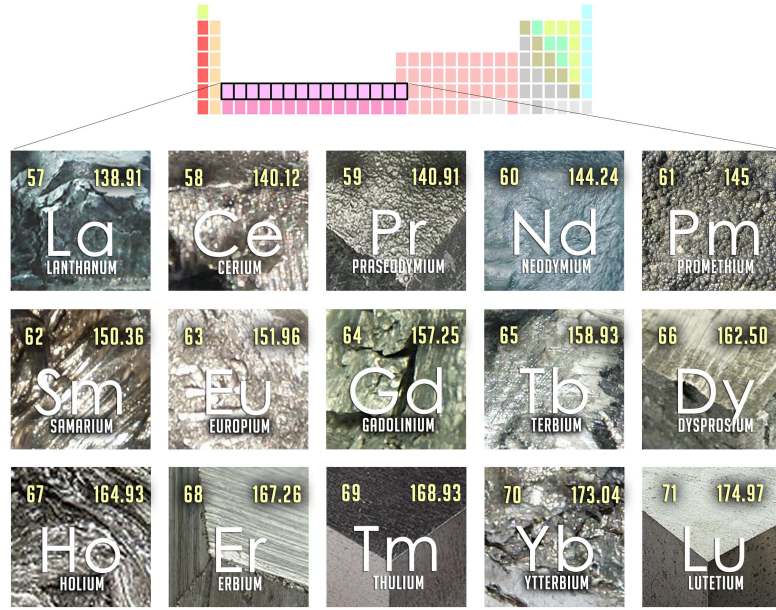 57 138.91
La
LANTHANUM
58 140.12
Ce
CERIUM
59 140.91
Pr
PRASEODYMIUM
60 144.24
Nd
NEODYMIUM
61 145
Pm
PROMETHIUM
62 150.36
Sm
SAMARIUM
63 151.96
Eu
EUROPIUM
64 157.25
Gd
GADOLINIUM
65 158.93
Tb
TERBIUM
66 162.50
Dy
DYSPROSIUM
67 164.93
Ho
HOLIUM
68 167.26
Er
ERBIUM
69 168.93
Tm
THULIUM
70 173.04
Yb
YTTERBIUM
71 174.97
Lu
LUTETIUM